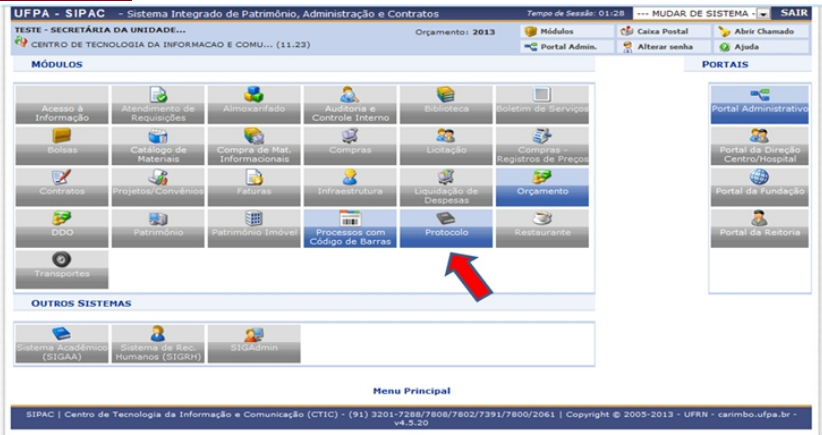 UFPA - SIPAC - Sistema Integrado de Patrimônio, Administração e Contratos Tempo de Sessão: 01:28 --- MUDAR DE SISTEMA - SAIR
TESTE - SECRETÁRIA DA UNIDADE... Orçamento: 2013 Módulos Caixa Postal Abrir Chamado
CENTRO DE TECNOLOGIA DA INFORMACAO E COMU... (11.23) Portal Admin. Alterar senha Ajuda
MÓDULOS PORTAIS
Acesso à Informação
Atendimento de Requisições
Almoxarifado
Auditoria e Controle Interno
Biblioteca
Boletim de Serviços
Portal Administrativo
Bolsas
Catálogo de Materiais
Compra de Mat. Informacionais
Compras
Licitação
Compras - Registros de Preços
Portal da Direção Centro/Hospital
Contratos
Projetos/Convênios
Faturas
Infraestrutura
Liquidação de Despesas
Orçamento
Portal da Fundação
DDO
Patrimônio
Patrimônio Imóvel
Processos com Código de Barras
Protocolo
Restaurante
Portal da Reitoria
Transportes
OUTROS SISTEMAS
Sistema Acadêmico (SIGAA)
Sistema de Rec. Humanos (SIGRH)
SIGAdmin
Menu Principal
SIPAC | Centro de Tecnologia da Informação e Comunicação (CTIC) - (91) 3201-7288/7808/7802/7391/7800/2061 | Copyright © 2005-2013 - UFRN - carimbo.ufpa.br -
v4.5.20